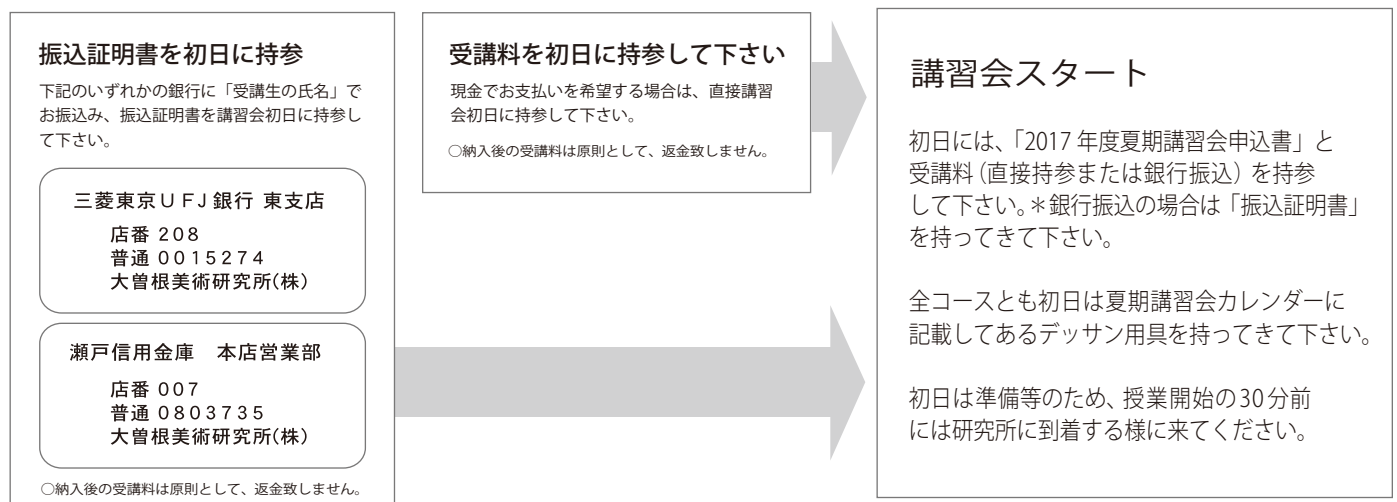 振込証明書を初日に持参
下記のいずれかの銀行に「受講生の氏名」で
お振込み、振込証明書を講習会初日に持参し
て下さい。
三菱東京UFJ銀行 東支店
店番 208
普通 0015274
大曽根美術研究所(株)
瀬戸信用金庫　本店営業部
店番 007
普通 0803735
大曽根美術研究所(株)
○納入後の受講料は原則として、返金致しません。
受講料を初日に持参して下さい
現金でお支払いを希望する場合は、直接講習
会初日に持参して下さい。
○納入後の受講料は原則として、返金致しません。
講習会スタート
初日には、「2017 年度夏期講習会申込書」と
受講料（直接持参または銀行振込）を持参
して下さい。＊銀行振込の場合は「振込証明書」
を持ってきて下さい。
全コースとも初日は夏期講習会カレンダーに
記載してあるデッサン用具を持ってきて下さい。
初日は準備等のため、授業開始の30分前
には研究所に到着する様に来てください。